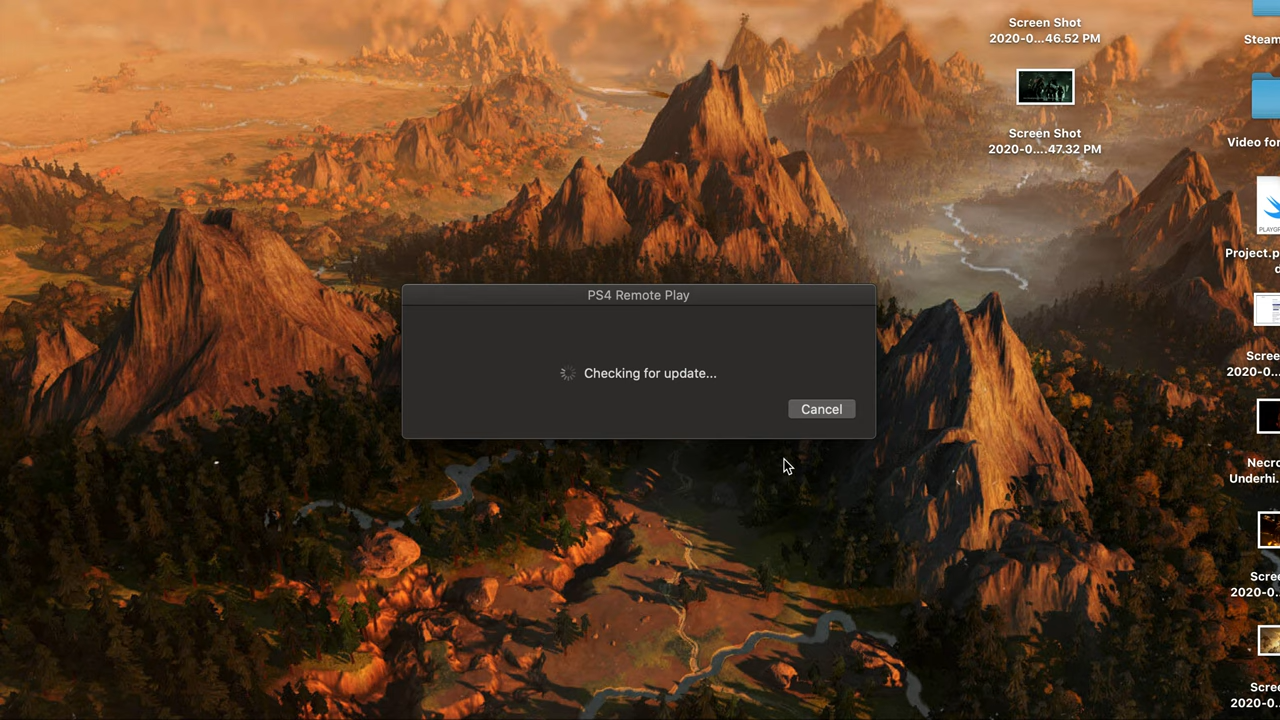 Screen Shot
2020-0...46.52 PM
Steam
Screen Shot
2020-0....47.32 PM
Video for
PLAYGR
Project.p
d
PS4 Remote Play
Checking for update...
Cancel
Scree
2020-0...
Necro
Underhi...
Scree
2020-0...
Scree
2020-0...